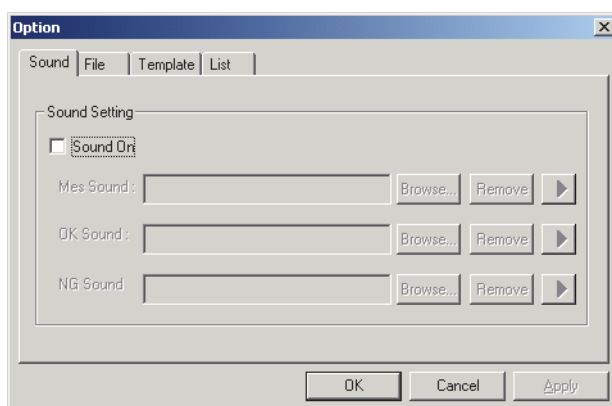 Option
Sound File Template List
Sound Setting
Sound On
Mes Sound : Browse... Remove
OK Sound : Browse... Remove
NG Sound Browse... Remove
OK Cancel Apply